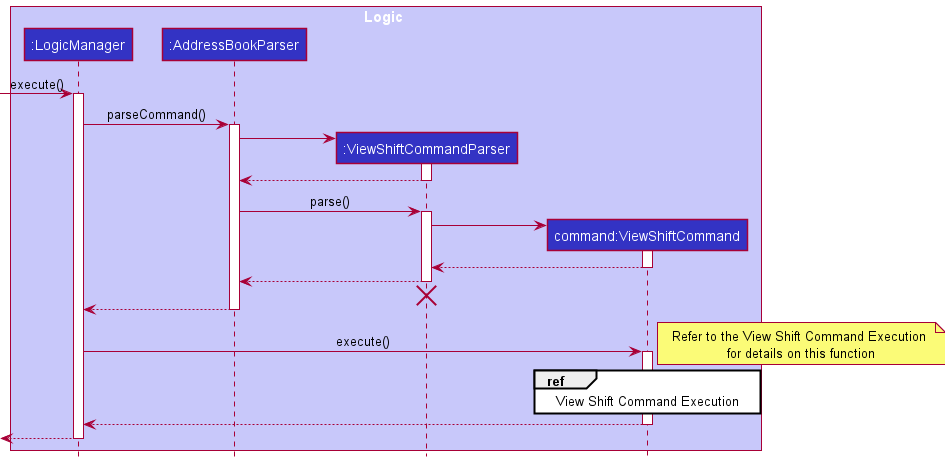 Logic
:LogicManager
:AddressBookParser
execute()
parseCommand()
:ViewShiftCommandParser
parse()
command:ViewShiftCommand
execute()
Refer to the View Shift Command Execution
for details on this function
ref
View Shift Command Execution